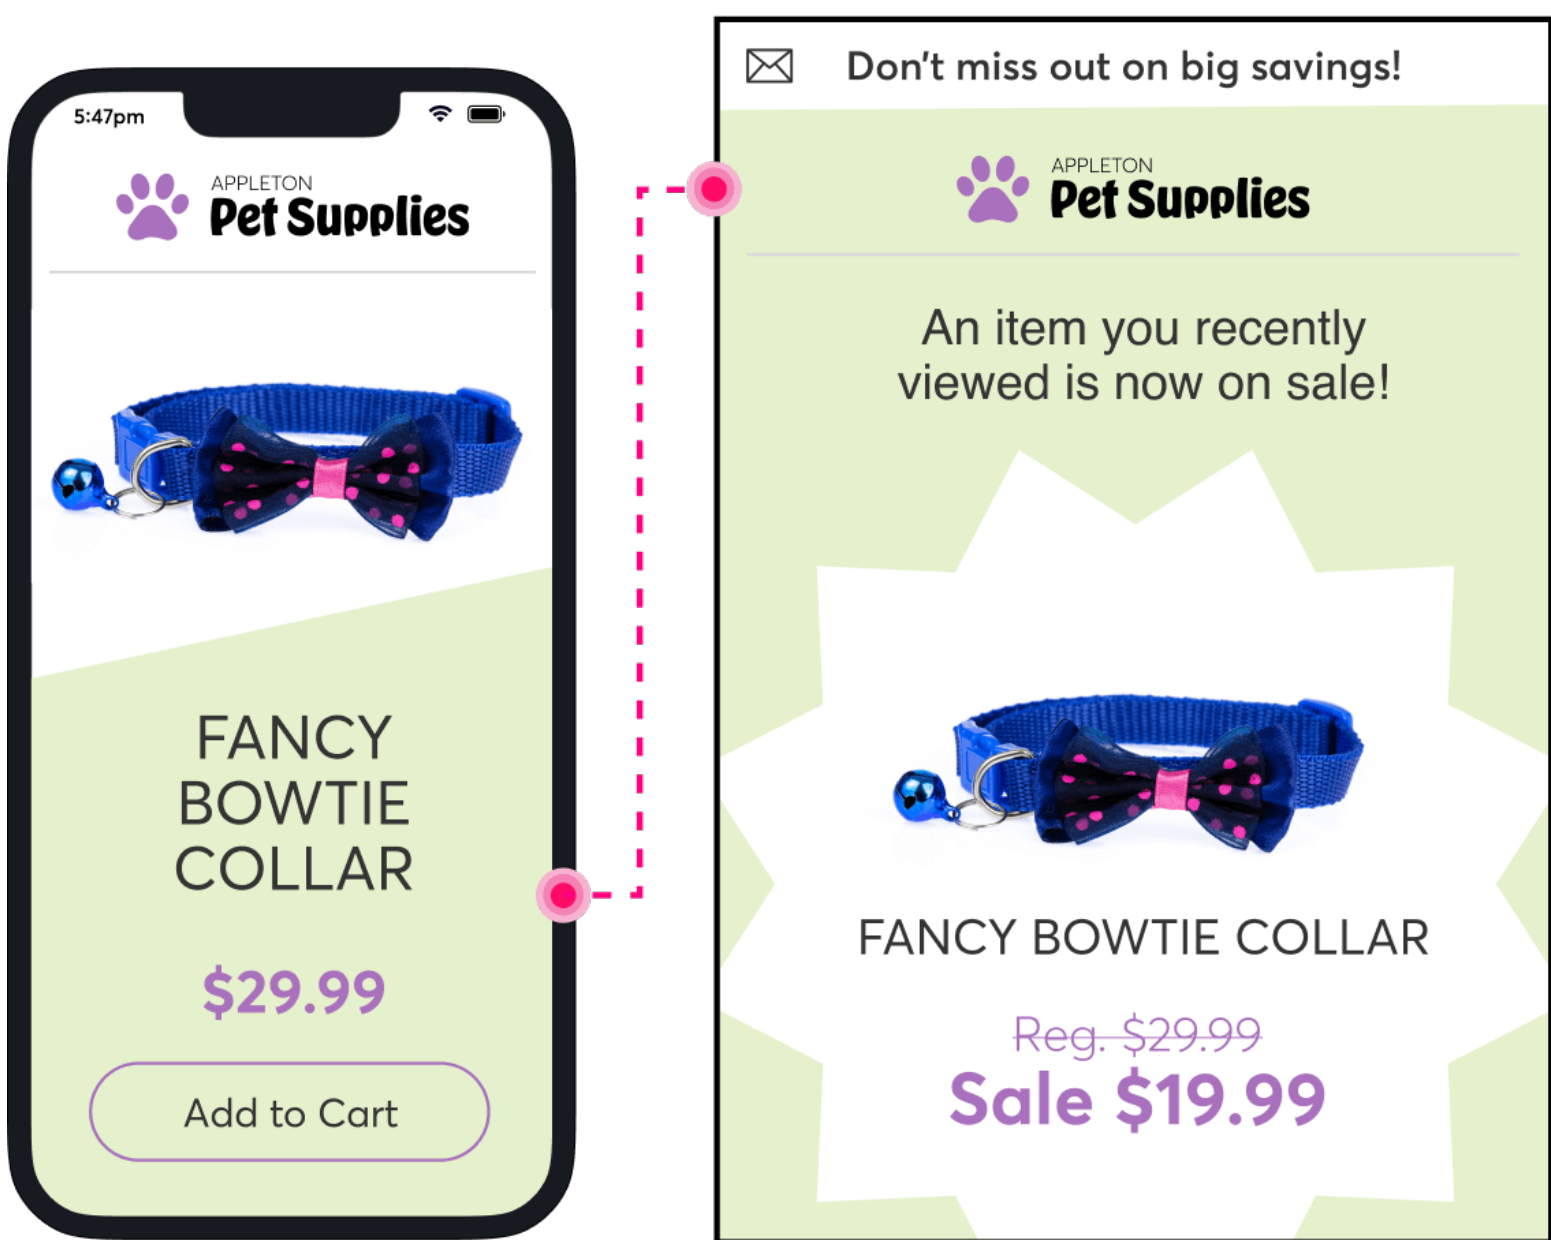 5:47pm
APPLETON
Pet Supplies
FANCY
BOWTIE
COLLAR
$29.99
Add to Cart
Don't miss out on big savings!
APPLETON
Pet Supplies
An item you recently
viewed is now on sale!
FANCY BOWTIE COLLAR
Reg. $29.99
Sale $19.99